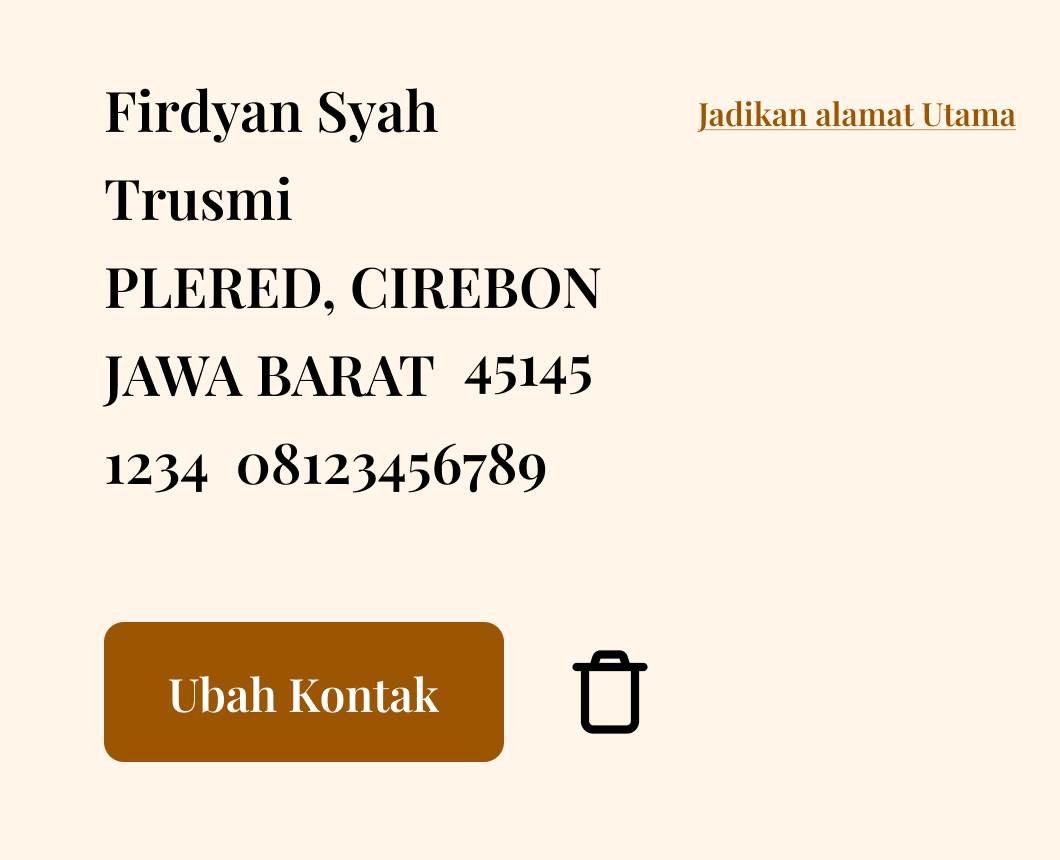 Firdyan Syah
Jadikan alamat Utama
Trusmi
PLERED, CIREBON
JAWA BARAT 45145
1234 08123456789
Ubah Kontak